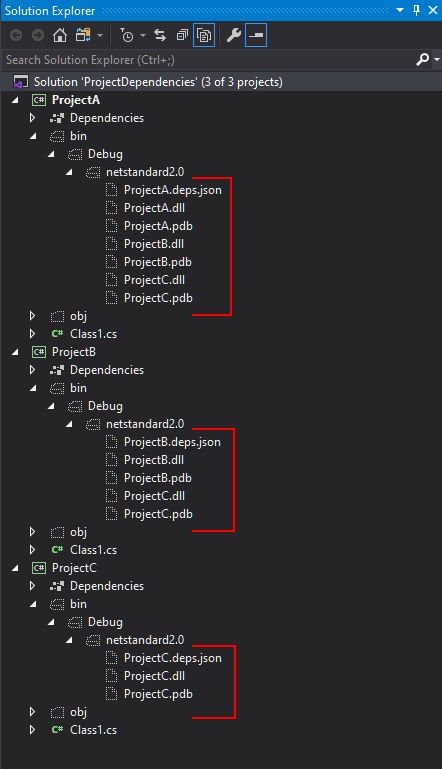 Solution Explorer
Search Solution Explorer (Ctrl+;)
Solution 'ProjectDependencies' (3 of 3 projects)
C# ProjectA
Dependencies
bin
Debug
netstandard2.0
ProjectA.deps.json
ProjectA.dll
ProjectA.pdb
ProjectB.dll
ProjectB.pdb
ProjectC.dll
ProjectC.pdb
obj
C# Class1.cs
C# ProjectB
Dependencies
bin
Debug
netstandard2.0
ProjectB.deps.json
ProjectB.dll
ProjectB.pdb
ProjectC.dll
ProjectC.pdb
obj
C# Class1.cs
C# ProjectC
Dependencies
bin
Debug
netstandard2.0
ProjectC.deps.json
ProjectC.dll
ProjectC.pdb
obj
C# Class1.cs